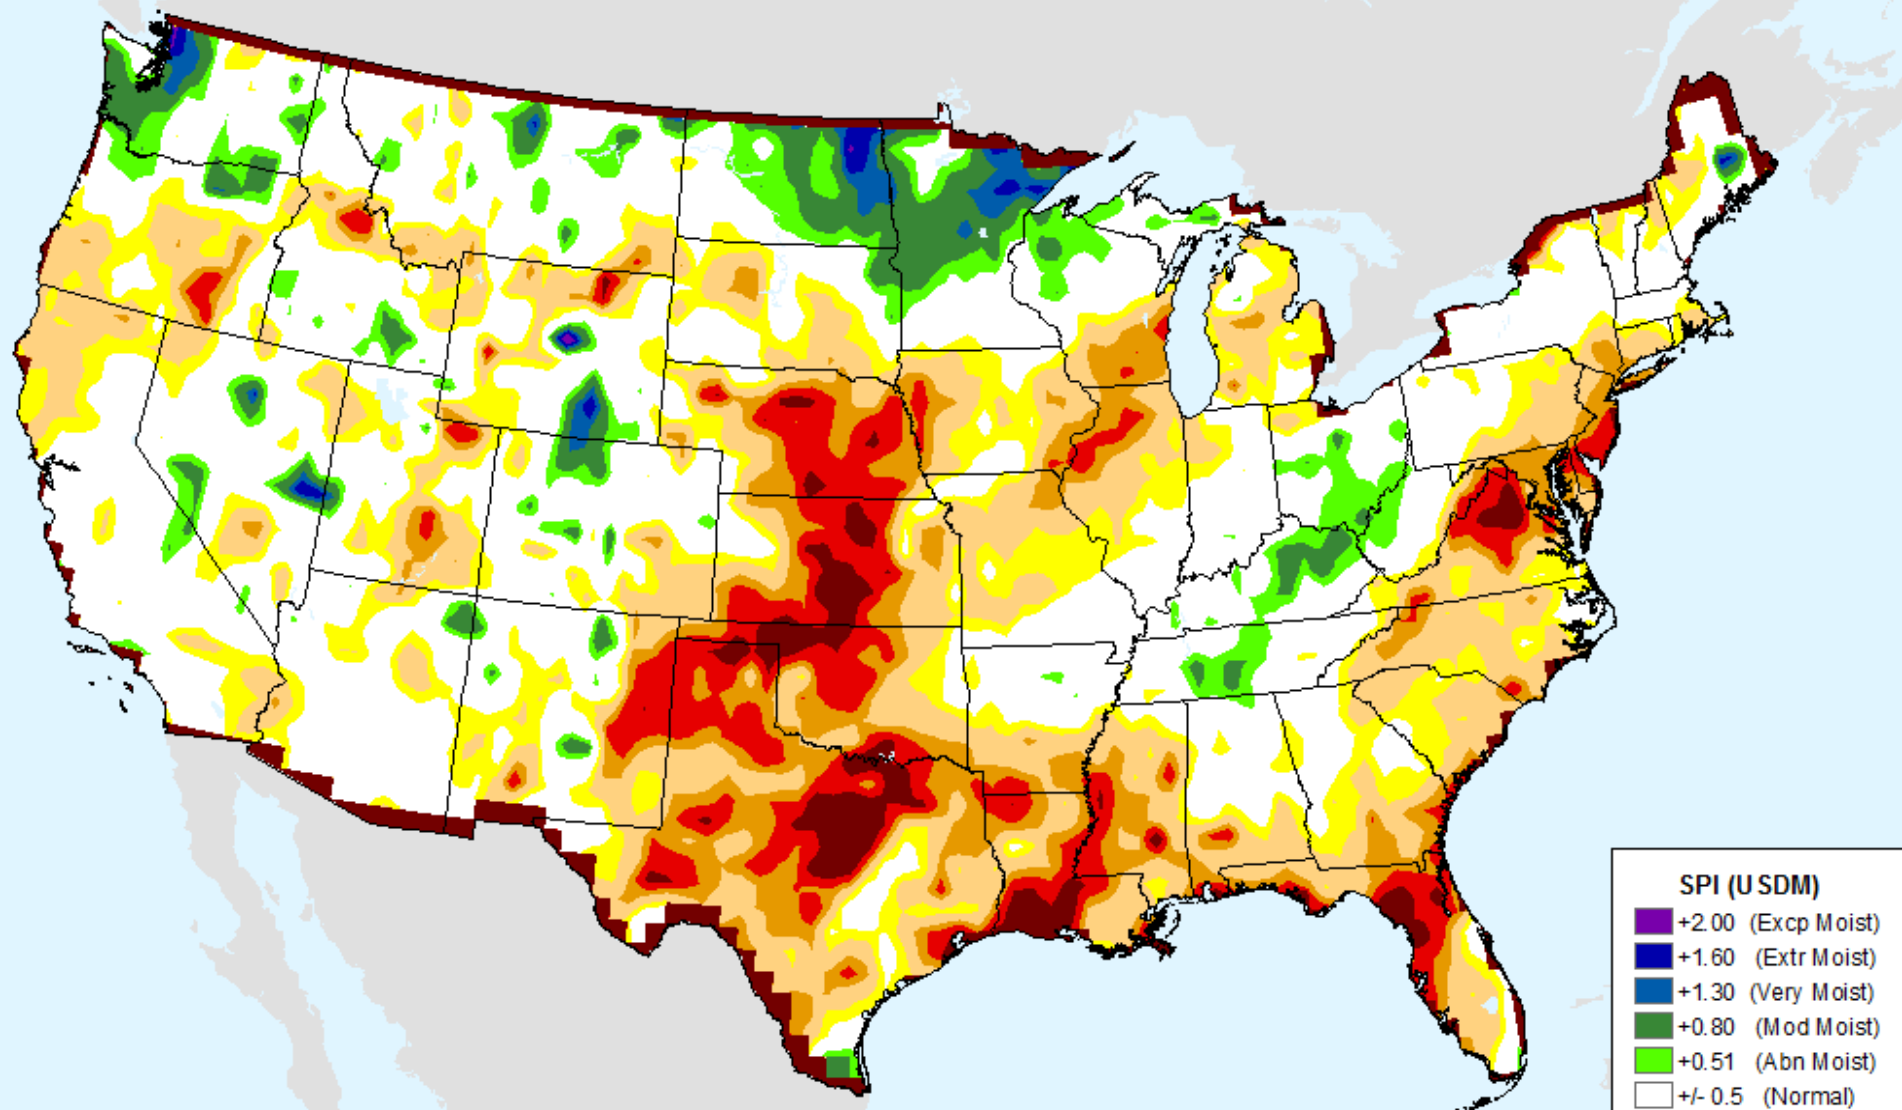 SPI (USDM)
+2.00 (Excp Moist)
+1.60 (Extr Moist)
+1.30 (Very Moist)
+0.80 (Mod Moist)
+0.51 (Abn Moist)
+/- 0.5 (Normal)